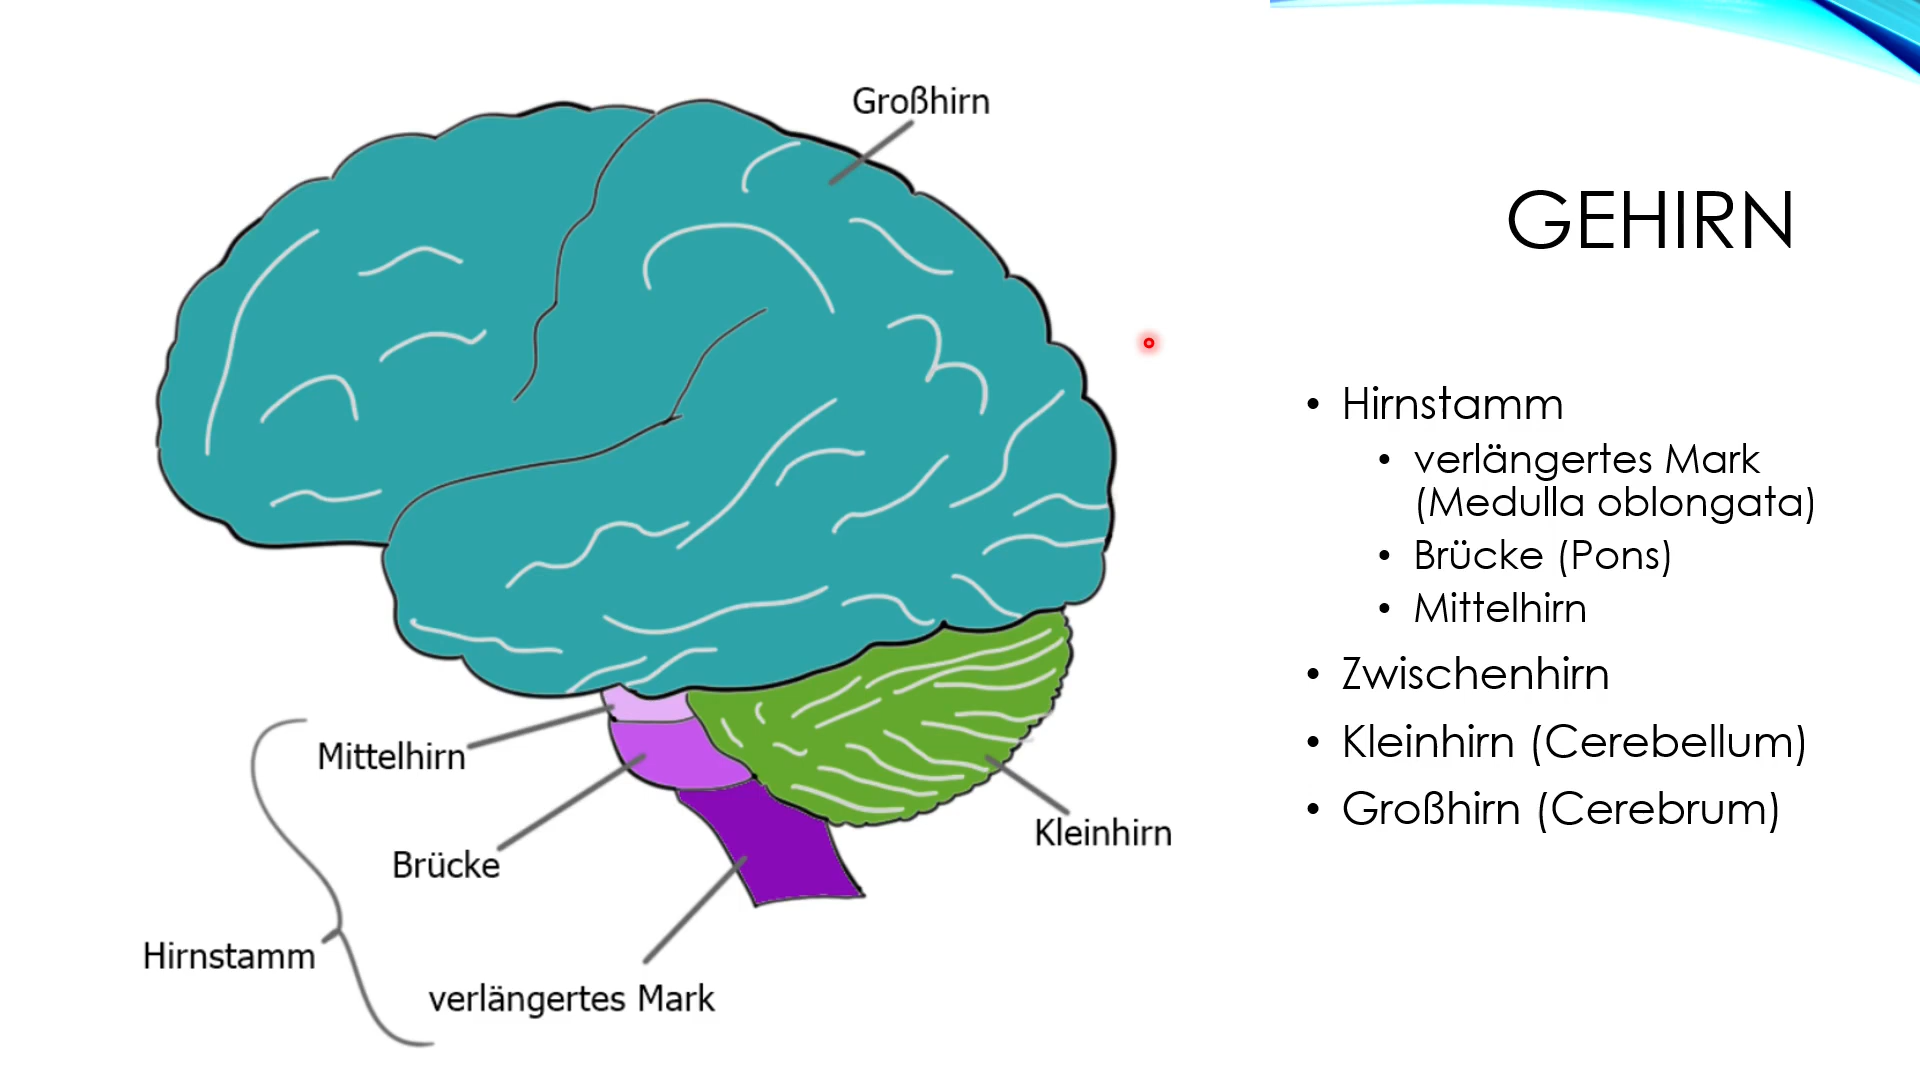 Großhirn
Mittelhirn
Brücke
Kleinhirn
Hirnstamm
verlängertes Mark
GEHIRN
• Hirnstamm
• verlängertes Mark
(Medulla oblongata)
• Brücke (Pons)
• Mittelhirn
• Zwischenhirn
• Kleinhirn (Cerebellum)
• Großhirn (Cerebrum)